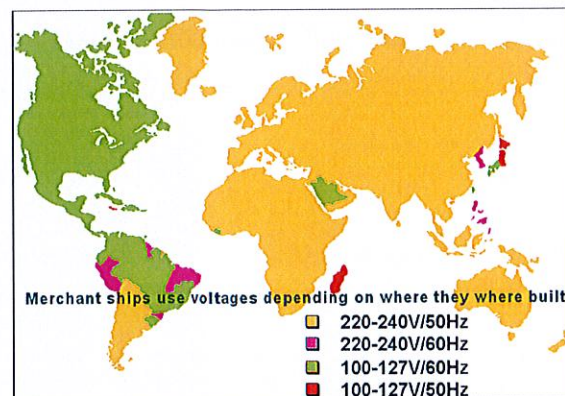 Merchant ships use voltages depending on where they where built
220-240V/50Hz
220-240V/60Hz
100-127V/60Hz
100-127V/50Hz